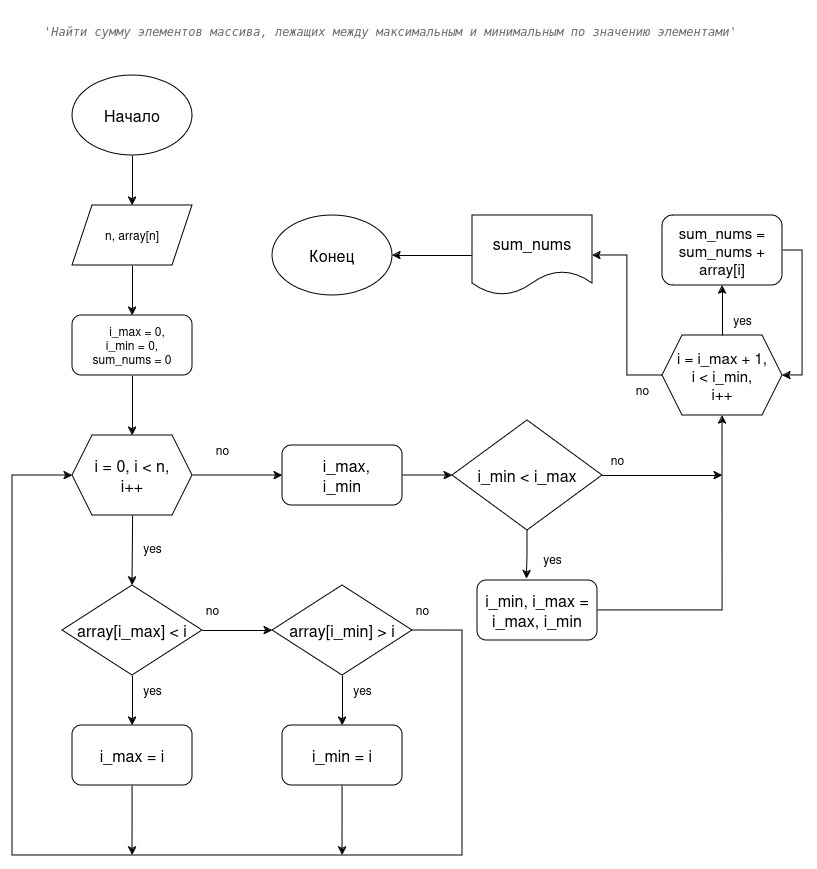 'Найти сумму элементов массива, лежащих между максимальным и минимальным по значению элементами'
Начало
n, array[n]
i_max = 0,
i_min = 0,
sum_nums = 0
i = 0, i < n,
i++
no
yes
array[i_max] < i
no
yes
i_max = i
array[i_min] > i
no
yes
i_min = i
i_max,
i_min
i_min < i_max
no
yes
i_min, i_max =
i_max, i_min
i = i_max + 1,
i < i_min,
i++
yes
no
sum_nums =
sum_nums +
array[i]
sum_nums
Конец